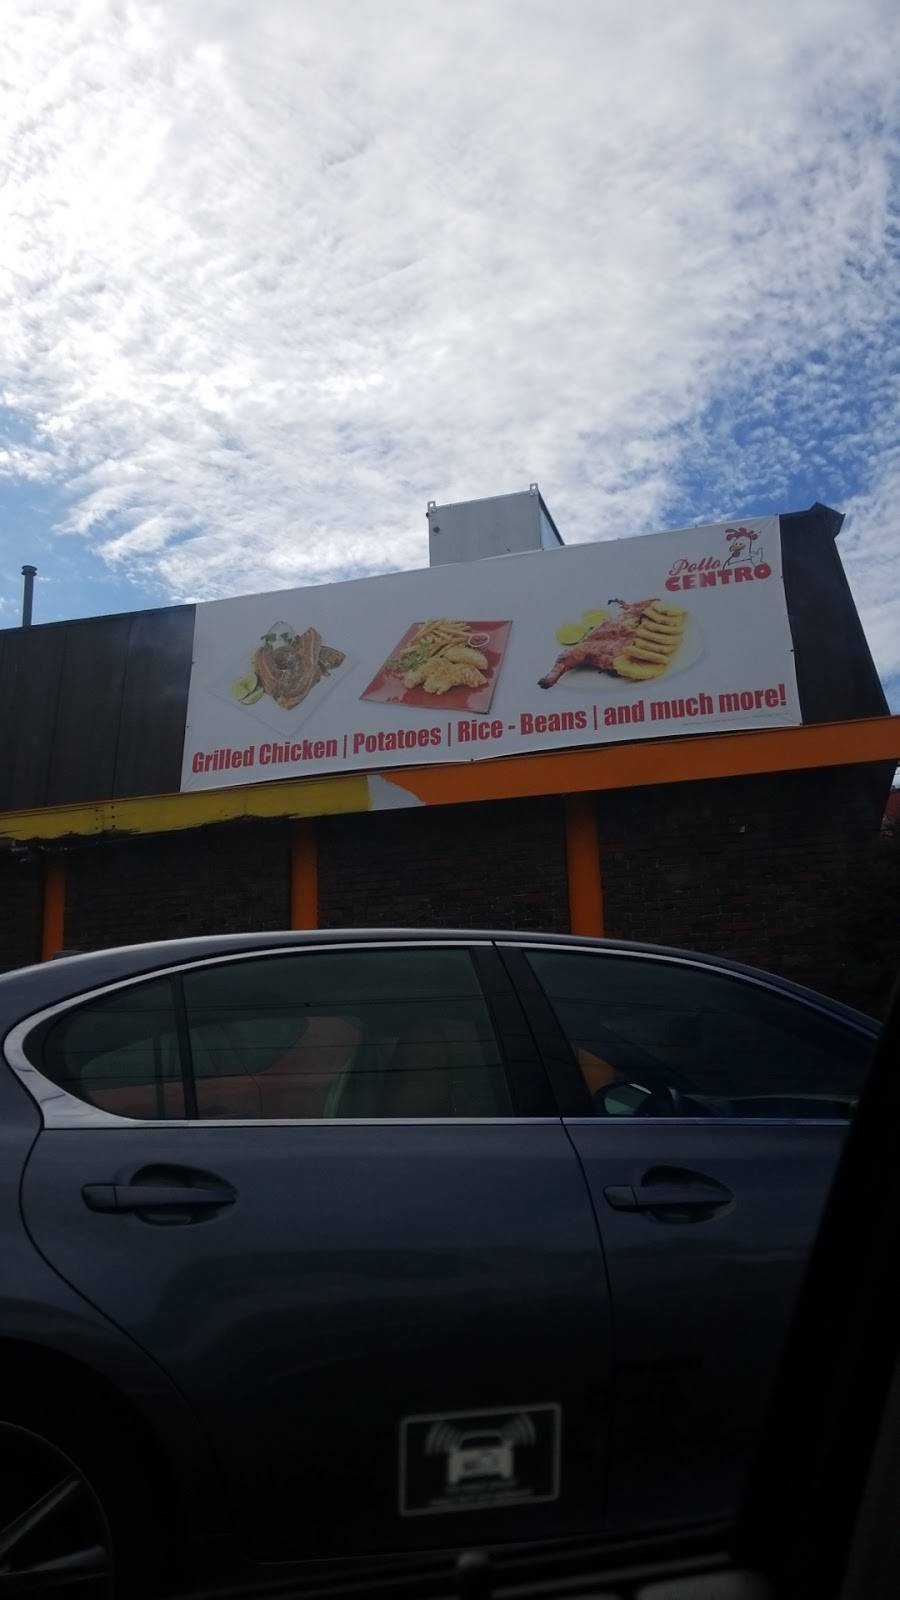 Pollo
CENTRO
Grilled Chicken | Potatoes | Rice - Beans | and much more!